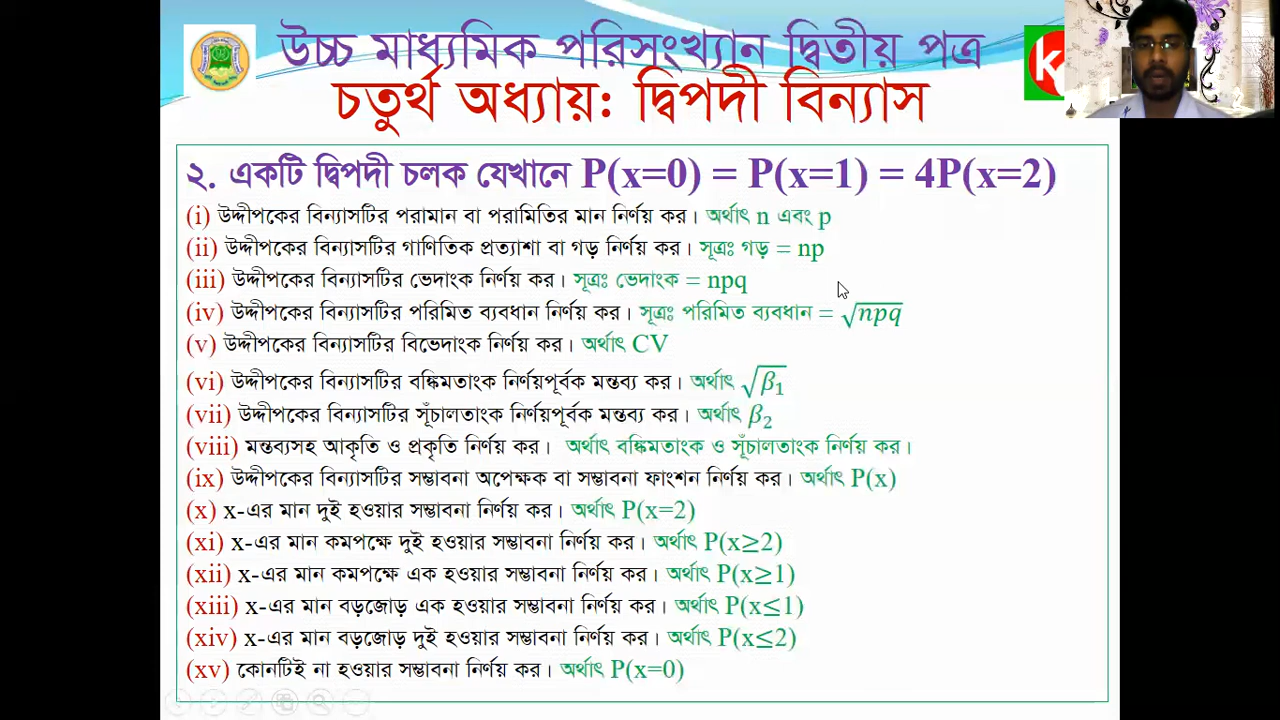 উচ্চ মাধ্যমিক পরিসংখ্যান দ্বিতীয় পত্র
চতুর্থ অধ্যায়: দ্বিপদী বিন্যাস
২. একটি দ্বিপদী চলক যেখানে P(x=0) = P(x=1) = 4P(x=2)
(i) উদ্দীপকের বিন্যাসটির পরামান বা পরামিতির মান নির্ণয় কর। অর্থাৎ n এবং p
(ii) উদ্দীপকের বিন্যাসটির গাণিতিক প্রত্যাশা বা গড় নির্ণয় কর। সূত্রঃ গড় = np
(iii) উদ্দীপকের বিন্যাসটির ভেদাংক নির্ণয় কর। সূত্রঃ ভেদাংক = npq
(iv) উদ্দীপকের বিন্যাসটির পরিমিত ব্যবধান নির্ণয় কর। সূত্রঃ পরিমিত ব্যবধান = √npq
(v) উদ্দীপকের বিন্যাসটির বিভেদাংক নির্ণয় কর। অর্থাৎ CV
(vi) উদ্দীপকের বিন্যাসটির বঙ্কিমতাংক নির্ণয়পূর্বক মন্তব্য কর। অর্থাৎ √β₁
(vii) উদ্দীপকের বিন্যাসটির সূঁচালতাংক নির্ণয়পূর্বক মন্তব্য কর। অর্থাৎ β₂
(viii) মন্তব্যসহ আকৃতি ও প্রকৃতি নির্ণয় কর। অর্থাৎ বঙ্কিমতাংক ও সূঁচালতাংক নির্ণয় কর।
(ix) উদ্দীপকের বিন্যাসটির সম্ভাবনা অপেক্ষক বা সম্ভাবনা ফাংশন নির্ণয় কর। অর্থাৎ P(x)
(x) x-এর মান দুই হওয়ার সম্ভাবনা নির্ণয় কর। অর্থাৎ P(x=2)
(xi) x-এর মান কমপক্ষে দুই হওয়ার সম্ভাবনা নির্ণয় কর। অর্থাৎ P(x≥2)
(xii) x-এর মান কমপক্ষে এক হওয়ার সম্ভাবনা নির্ণয় কর। অর্থাৎ P(x≥1)
(xiii) x-এর মান বড়জোড় এক হওয়ার সম্ভাবনা নির্ণয় কর। অর্থাৎ P(x≤1)
(xiv) x-এর মান বড়জোড় দুই হওয়ার সম্ভাবনা নির্ণয় কর। অর্থাৎ P(x≤2)
(xv) কোনটিই না হওয়ার সম্ভাবনা নির্ণয় কর। অর্থাৎ P(x=0)